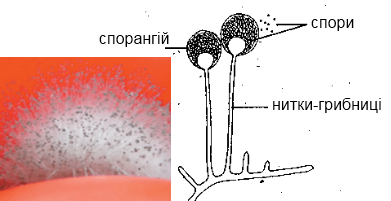 спорангій
спори
нитки-грибниці